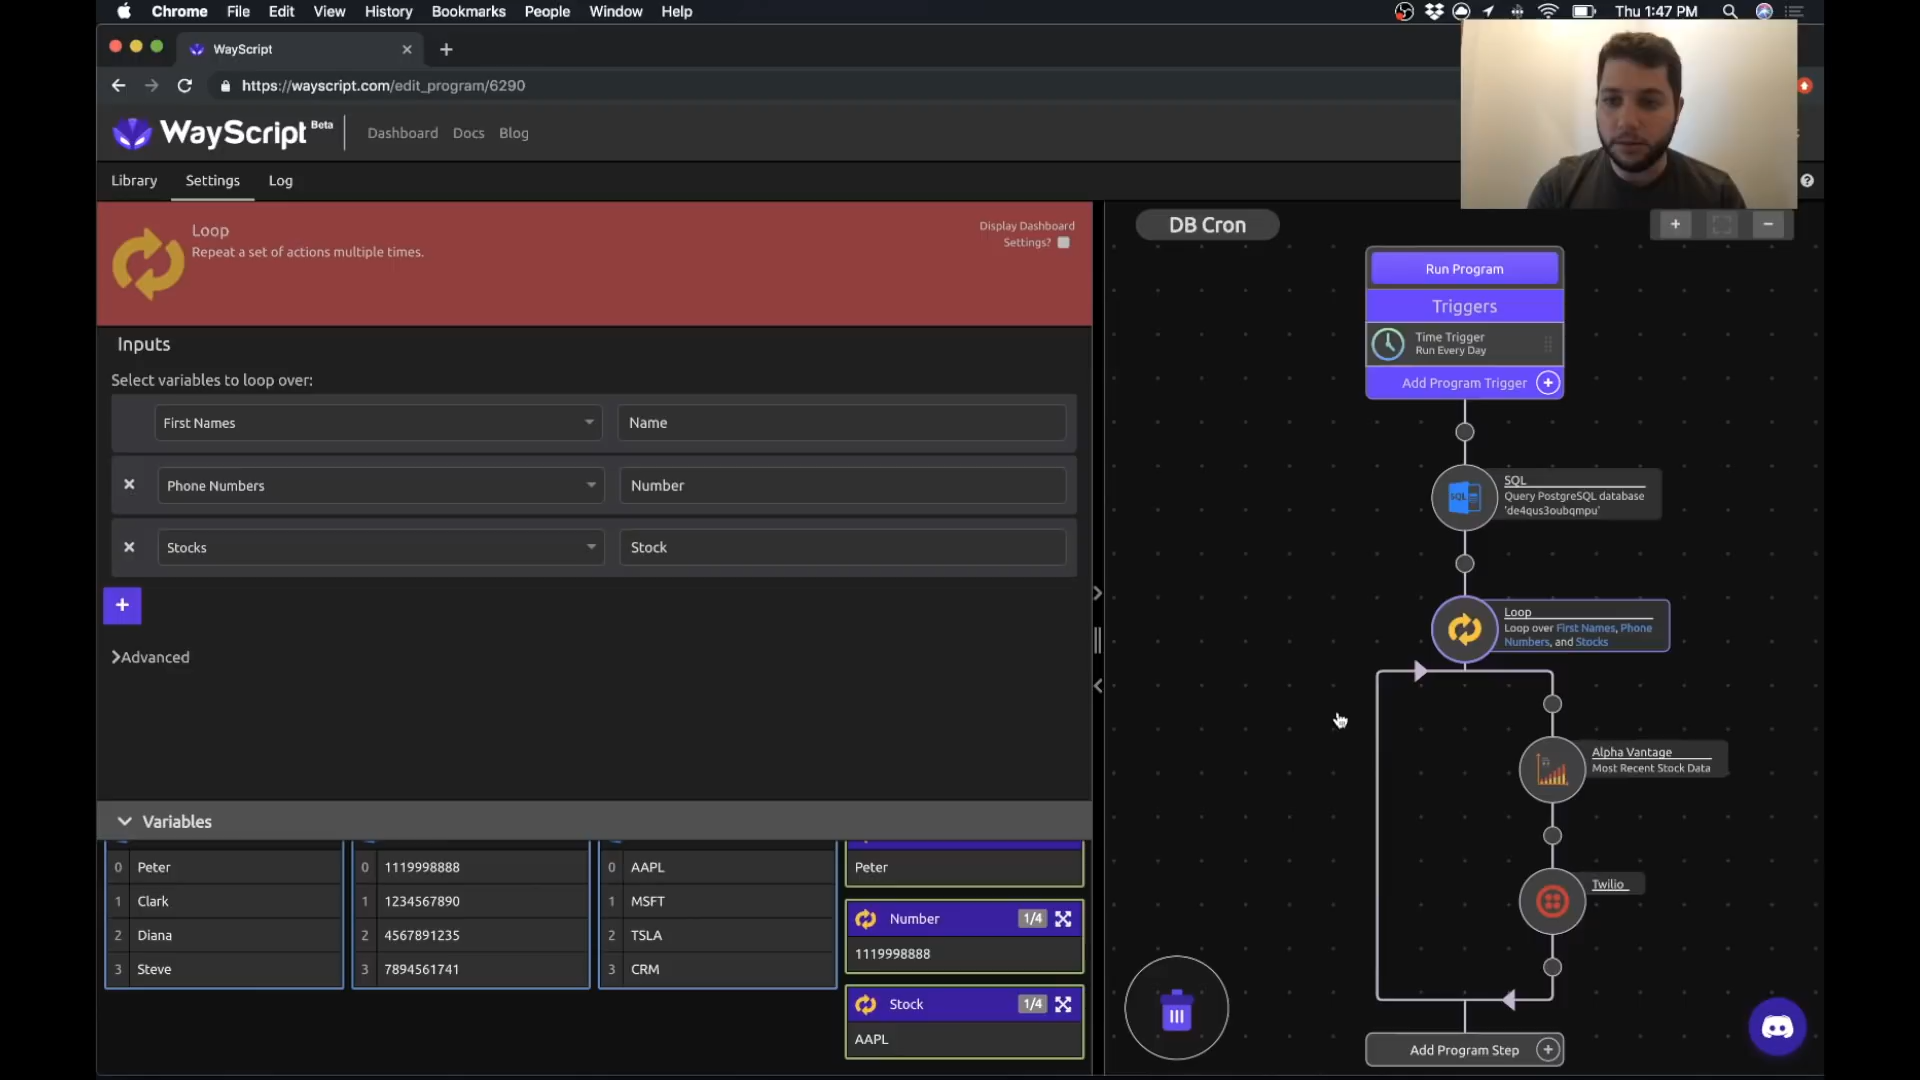 Chrome File Edit View History Bookmarks People Window Help Thu 1:47 PM
WayScript
https://wayscript.com/edit_program/6290
WayScript Beta Dashboard Docs Blog
Library Settings Log
Loop
Repeat a set of actions multiple times.
Display Dashboard
Settings?
Inputs
Select variables to loop over:
First Names Name
Phone Numbers Number
Stocks Stock
+
Advanced
Variables
0 Peter
1 Clark
2 Diana
3 Steve
0 1119998888
1 1234567890
2 4567891235
3 7894561741
0 AAPL
1 MSFT
2 TSLA
3 CRM
Peter
Number 1/4
1119998888
Stock 1/4
AAPL
DB Cron
Run Program
Triggers
Time Trigger
Run Every Day
Add Program Trigger
SQL
SQL
Query PostgreSQL database
'de4qus3oubqmpu'
Loop
Loop over First Names, Phone
Numbers, and Stocks
Alpha Vantage
Most Recent Stock Data
Twilio
Add Program Step